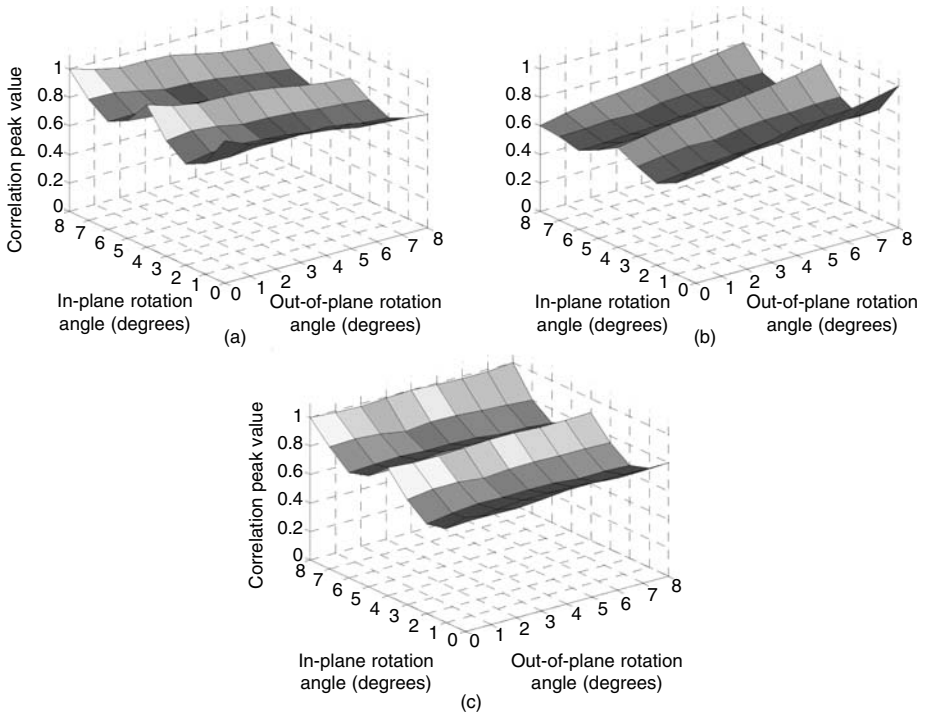 Correlation peak value
1
0.8
0.6
0.4
0.2
0
8 7 6 5 4 3 2 1 0
0 1 2 3 4 5 6 7 8
In-plane rotation
angle (degrees)
Out-of-plane rotation
angle (degrees)
(a)
1
0.8
0.6
0.4
0.2
0
8 7 6 5 4 3 2 1 0
0 1 2 3 4 5 6 7 8
In-plane rotation
angle (degrees)
Out-of-plane rotation
angle (degrees)
(b)
Correlation peak value
1
0.8
0.6
0.4
0.2
0
8 7 6 5 4 3 2 1 0
0 1 2 3 4 5 6 7 8
In-plane rotation
angle (degrees)
Out-of-plane rotation
angle (degrees)
(c)